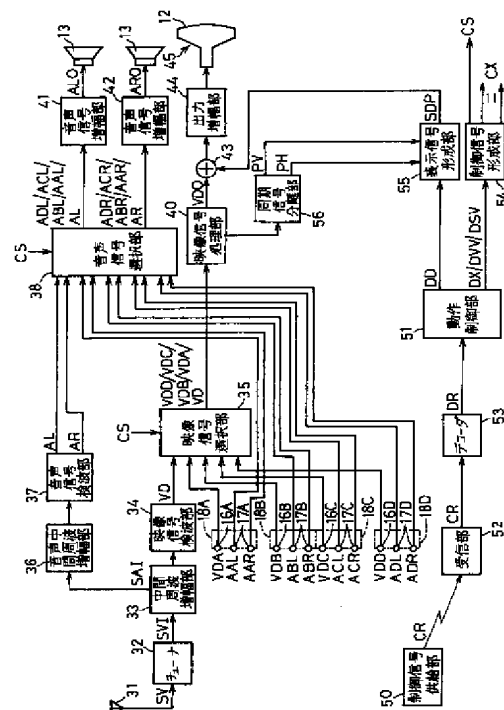 31
SV
32
チューナ
SVI
33
中間周波増幅部
SAI
36
音声中間周波増幅部
37
音声信号検波部
AL
AR
34
映像信号検波部
VD
CS
35
映像信号選択部
VDD/VDC/
VDB/VDA/
VD
CS
38
音声信号選択部
ADL/ACL/
ABL/AAL/
AL
ADR/ACR/
ABR/AAR/
AR
41
音声信号増幅部
ALO
13
42
音声信号増幅部
ARO
13
40
映像信号処理部
VDO
43
44
出力増幅部
45
12
56
同期信号分離部
PV
PH
18A
VDA 16A
AAL 17A
AAR
18B
VDB 16B
ABL 17B
ABR
VDC 16C
ACL 17C
ACR
18C
VDD 16D
ADL 17D
ADR
18D
50
制御信号供給部
CR
52
受信部
CR
53
デコーダ
DR
51
動作制御部
DD
DX/DVV/DSV
55
表示信号形成部
SDP
54
制御信号形成部
CS
CX